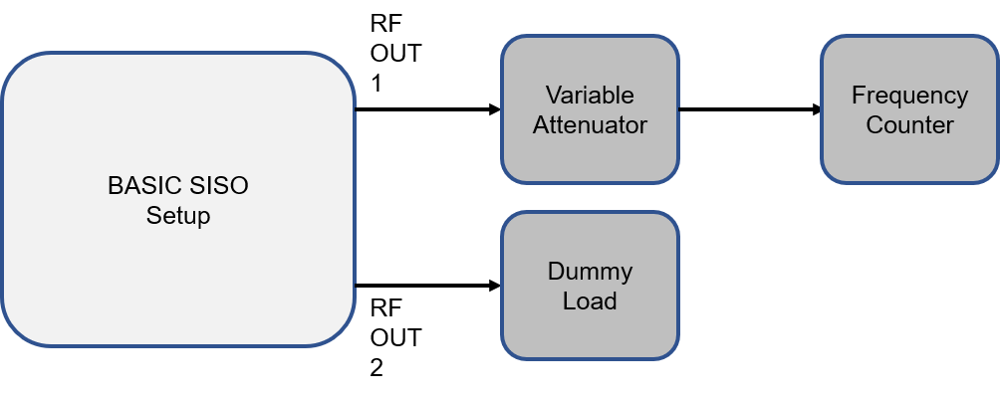 RF
OUT
1
Variable
Attenuator
Frequency
Counter
BASIC SISO
Setup
Dummy
Load
RF
OUT
2